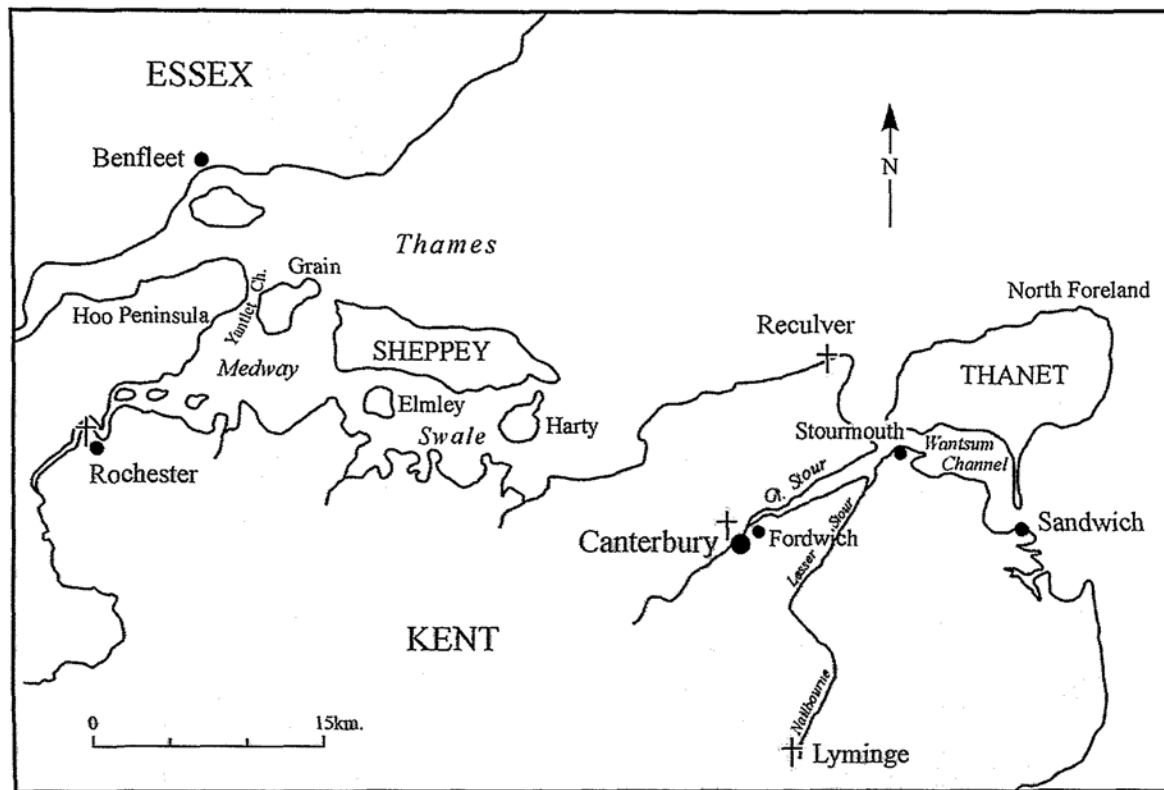 ESSEX
Benfleet
N
Thames
Grain
Yantlet Ch.
Hoo Peninsula
North Foreland
Reculver
SHEPPEY
Medway
THANET
Elmley
Harty
Swale
Stourmouth
Wantsum
Channel
Rochester
Gt. Stour
Sandwich
Canterbury
Fordwich
Lesser Stour
KENT
Nailbourne
0
15km.
Lyminge